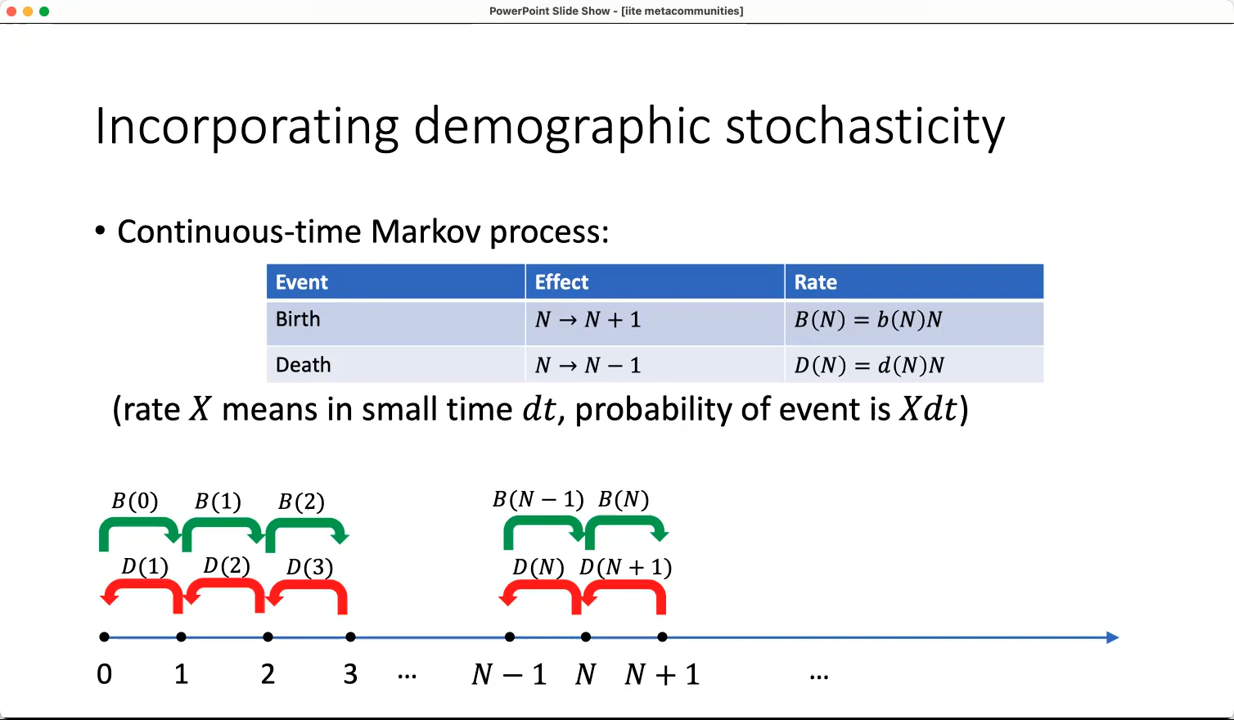 PowerPoint Slide Show - [iite metacommunities]
Incorporating demographic stochasticity
• Continuous-time Markov process:
Event Effect Rate
Birth N → N + 1 B(N) = b(N)N
Death N → N − 1 D(N) = d(N)N
(rate X means in small time dt, probability of event is Xdt)
B(0) B(1) B(2) B(N − 1) B(N)
D(1) D(2) D(3) D(N) D(N + 1)
0 1 2 3 ... N − 1 N N + 1 ...